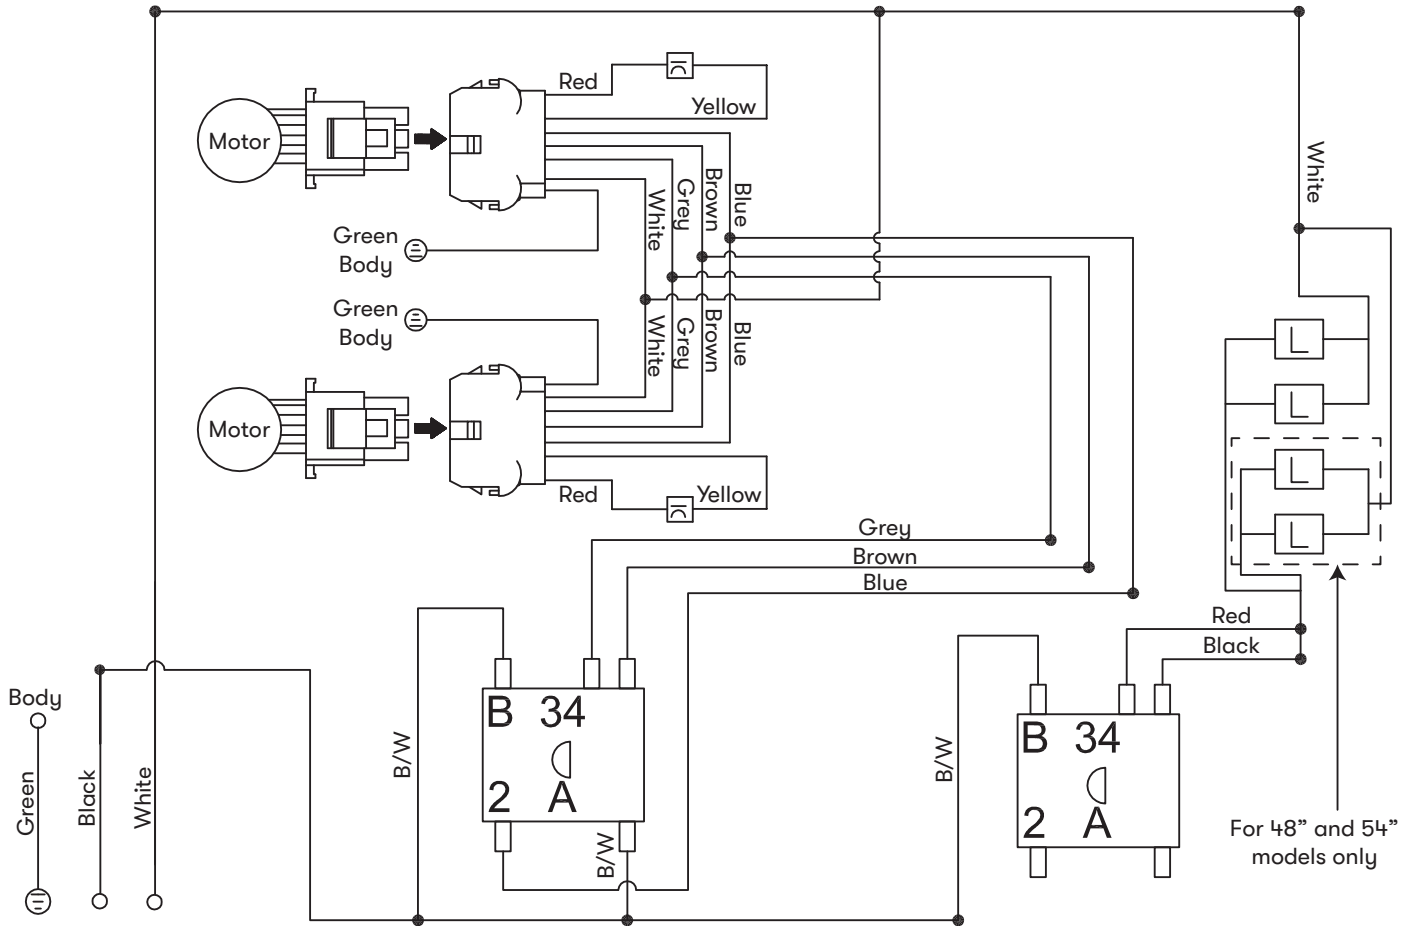 Red
Yellow
Motor
White
Grey
Brown
Blue
White
Green
Body
Green
Body
White
Grey
Brown
Blue
L
L
Motor
L
Red
Yellow
L
Grey
Brown
Blue
Red
Black
Body
B 34
B/W
2 A
B/W
B/W
B 34
2 A
Green
Black
White
For 48” and 54”
models only